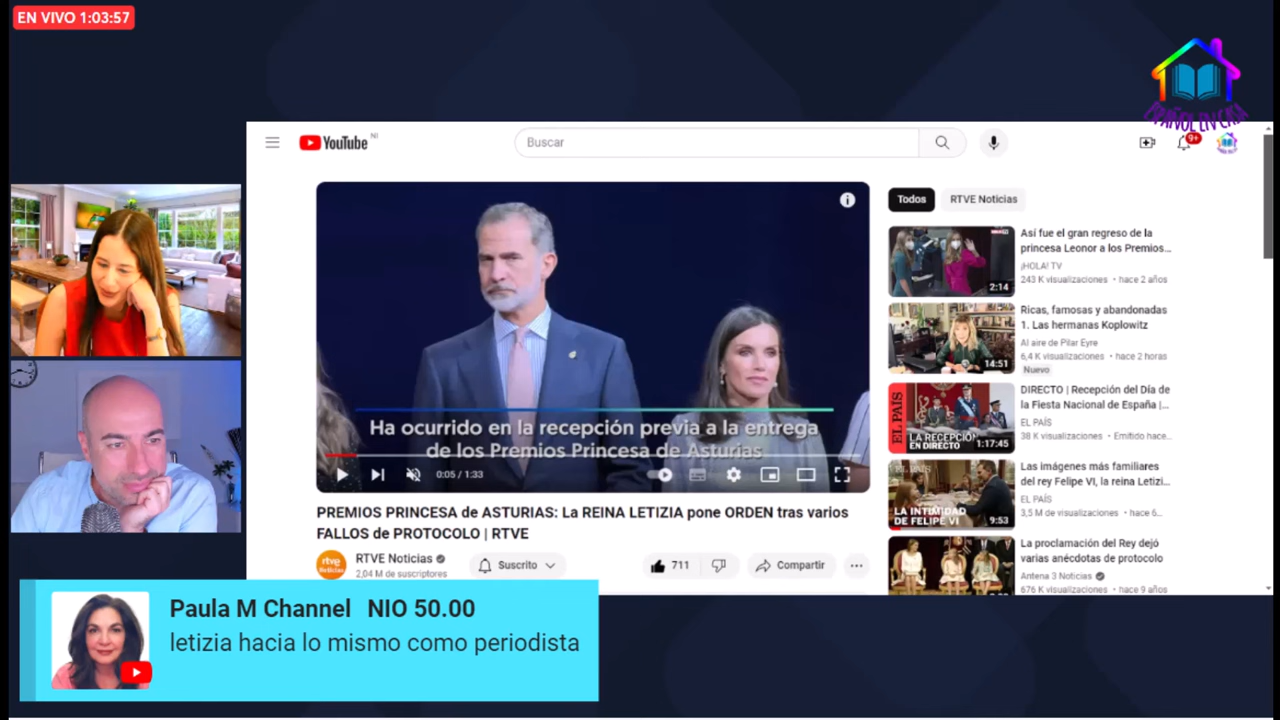 EN VIVO 1:03:57
ESPAÑOL EN CASA
YouTube NI
Buscar
9+
Ha ocurrido en la recepción previa a la entrega
de los Premios Princesa de Asturias
0:05 / 1:33
PREMIOS PRINCESA de ASTURIAS: La REINA LETIZIA pone ORDEN tras varios
FALLOS de PROTOCOLO | RTVE
rtve
Noticias
RTVE Noticias
2,04 M de suscriptores
Suscrito
711
Compartir
Todos
RTVE Noticias
2:14
Así fue el gran regreso de la
princesa Leonor a los Premios...
¡HOLA! TV
243 K visualizaciones • hace 2 años
14:51
Ricas, famosas y abandonadas
1. Las hermanas Koplowitz
Al aire de Pilar Eyre
6,4 K visualizaciones • hace 2 horas
Nuevo
EL PAÍS
LA RECEPCIÓN
EN DIRECTO
1:17:45
DIRECTO | Recepción del Día de
la Fiesta Nacional de España |...
EL PAÍS
38 K visualizaciones • Emitido hace...
EL PAÍS
LA INTIMIDAD
DE FELIPE VI
9:53
Las imágenes más familiares
del rey Felipe VI, la reina Letizi...
EL PAÍS
3,5 M de visualizaciones • hace 6...
La proclamación del Rey dejó
varias anécdotas de protocolo
Antena 3 Noticias
676 K visualizaciones • hace 9 años
Paula M Channel NIO 50.00
letizia hacia lo mismo como periodista